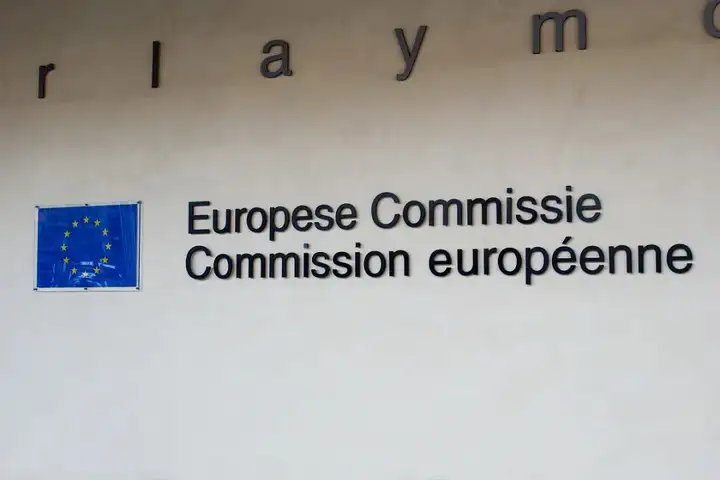 r l a y m
Europese Commissie
Commission européenne